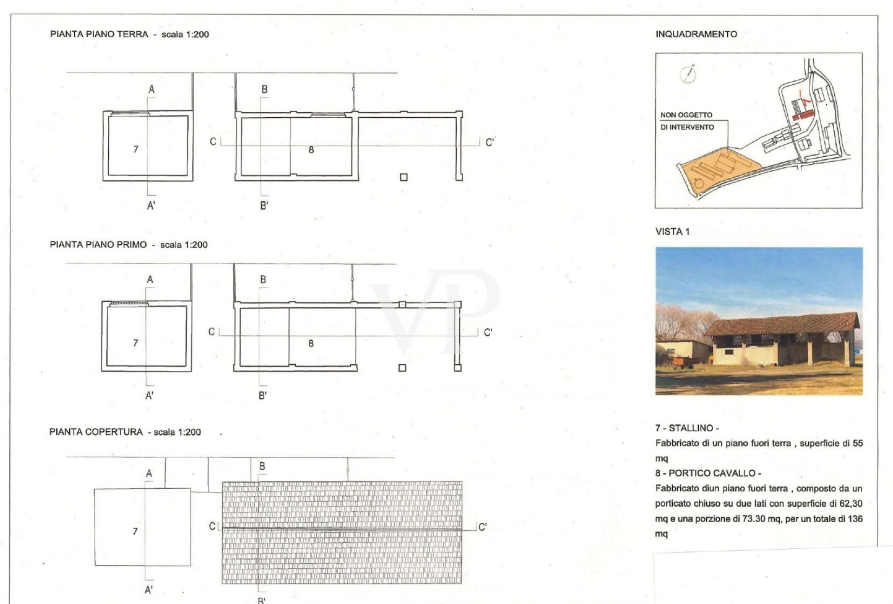 PIANTA PIANO TERRA - scala 1:200
A
B
7
C
8
C'
A'
B'
PIANTA PIANO PRIMO - scala 1:200
A
B
VP
C
C'
7
8
A'
B'
PIANTA COPERTURA - scala 1:200
A
B
7
C
C'
A'
B'
INQUADRAMENTO
NON OGGETTO
DI INTERVENTO
VISTA 1
7 - STALLINO -
Fabbricato di un piano fuori terra , superficie di 55
mq
8 - PORTICO CAVALLO -
Fabbricato diun piano fuori terra , composto da un
porticato chiuso su due lati con superficie di 62,30
mq e una porzione di 73.30 mq, per un totale di 136
mq